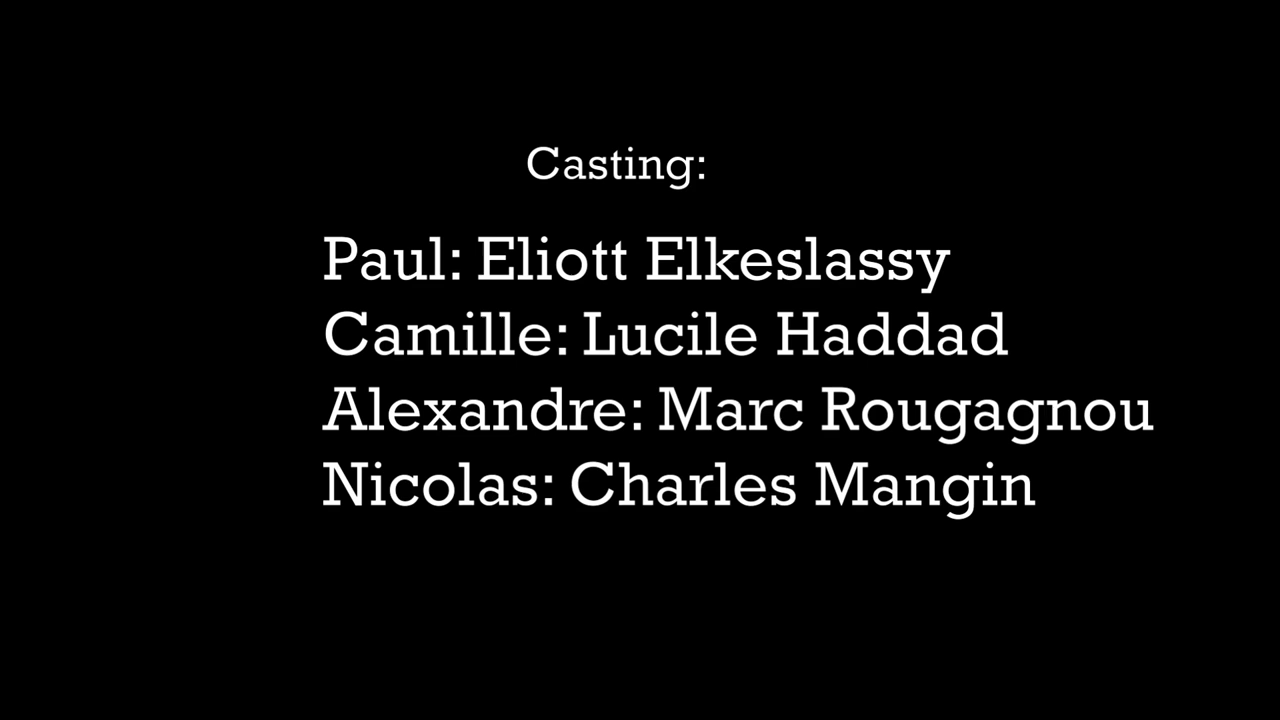 Casting:
Paul: Eliott Elkeslassy
Camille: Lucile Haddad
Alexandre: Marc Rougagnou
Nicolas: Charles Mangin